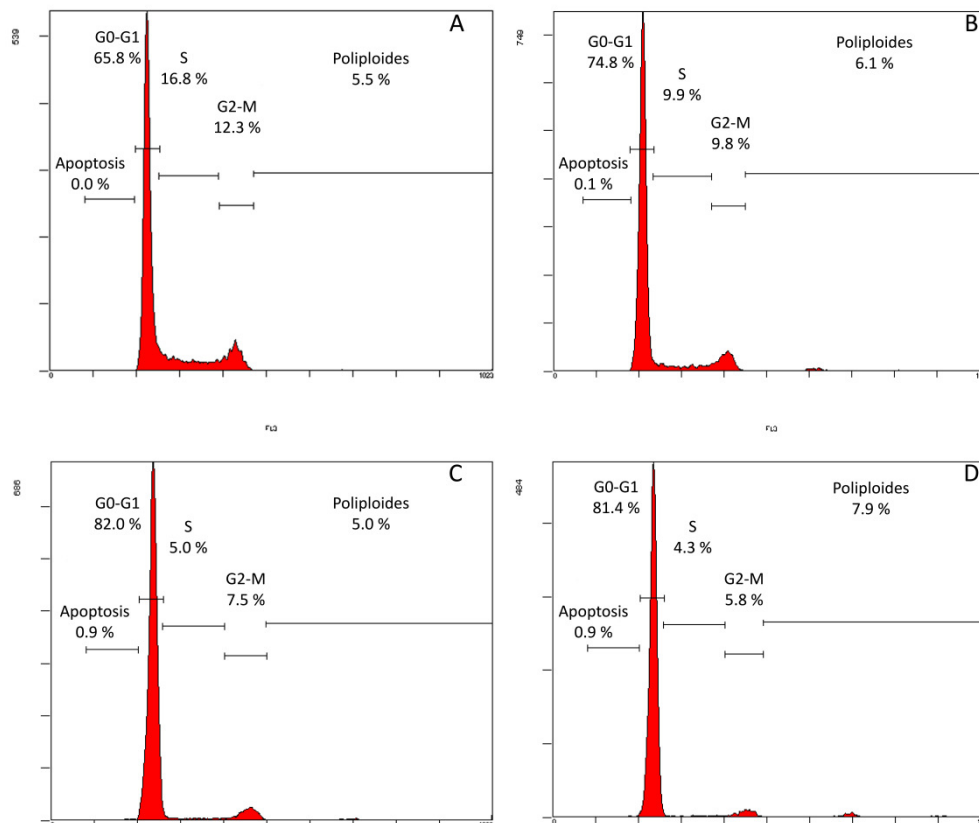 A
539
G0-G1
65.8 %
S
16.8 %
G2-M
12.3 %
Poliploides
5.5 %
Apoptosis
0.0 %
0
1023
B
749
G0-G1
74.8 %
S
9.9 %
G2-M
9.8 %
Poliploides
6.1 %
Apoptosis
0.1 %
0
C
686
G0-G1
82.0 %
S
5.0 %
G2-M
7.5 %
Poliploides
5.0 %
Apoptosis
0.9 %
D
484
G0-G1
81.4 %
S
4.3 %
G2-M
5.8 %
Poliploides
7.9 %
Apoptosis
0.9 %